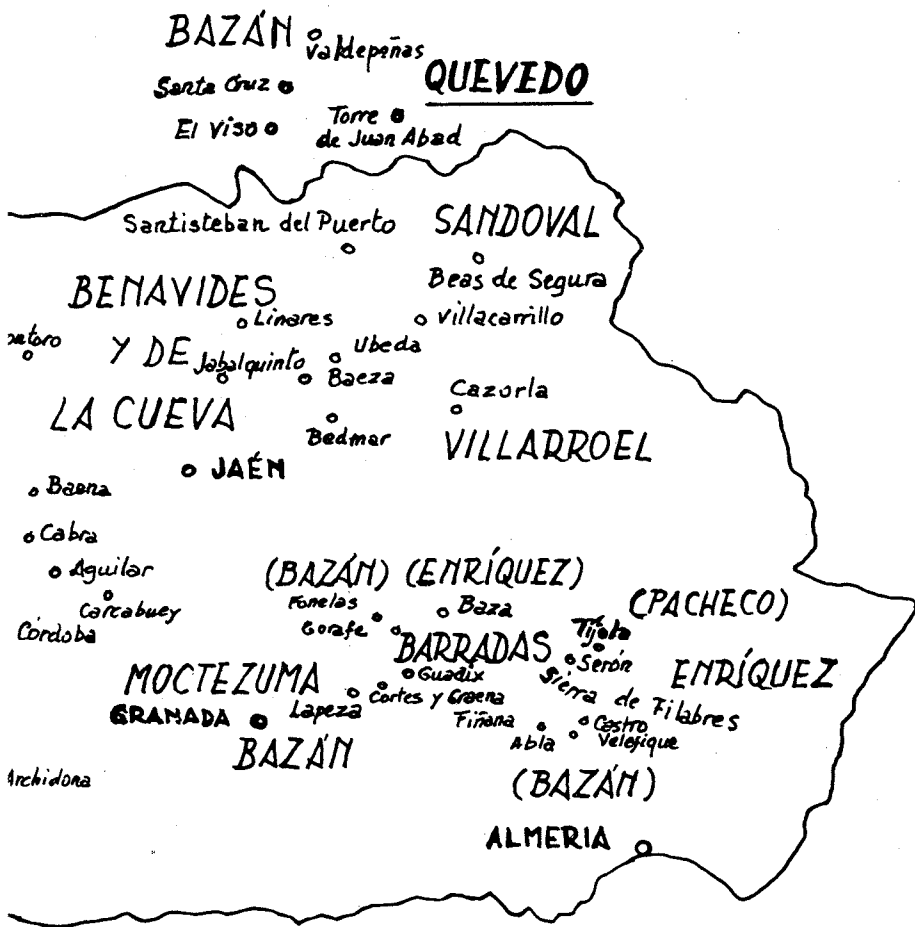 BAZÁN
Valdepeñas
QUEVEDO
Santa Cruz
El Viso
Torre
de Juan Abad
Santisteban del Puerto
SANDOVAL
Beas de Segura
BENAVIDES
Linares
Villacarrillo
ontoro
Y DE
Jabalquinto
Ubeda
Baeza
Cazorla
LA CUEVA
Bedmar
VILLARROEL
JAÉN
Baena
Cabra
Aguilar
(BAZÁN) (ENRÍQUEZ)
Carcabuey
Fonelas
Baza
(PACHECO)
Córdoba
Gorafe
Tíjola
BARRADAS
Serón
ENRÍQUEZ
MOCTEZUMA
Guadix
Cortes y Graena
Sierra de Filabres
Lapeza
GRANADA
Fiñana
Castro
Abla
Velefique
BAZÁN
Archidona
(BAZÁN)
ALMERIA